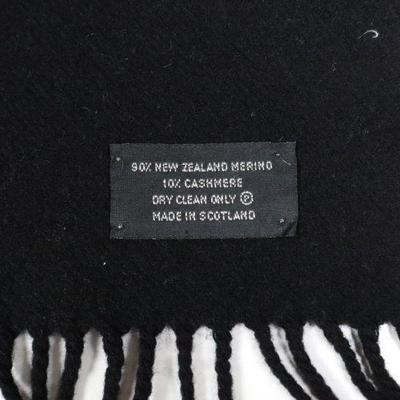 90% NEW ZEALAND MERINO
10% CASHMERE
DRY CLEAN ONLY Ⓟ
MADE IN SCOTLAND